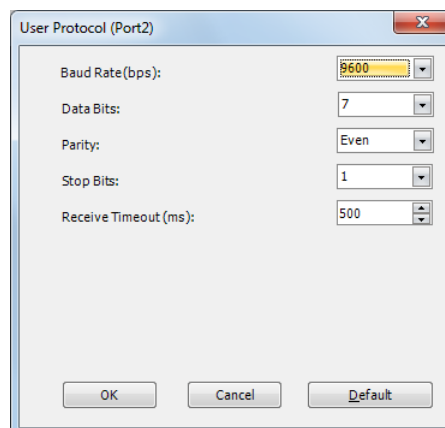 User Protocol (Port2)
Baud Rate(bps): 9600
Data Bits: 7
Parity: Even
Stop Bits: 1
Receive Timeout (ms): 500
OK Cancel Default